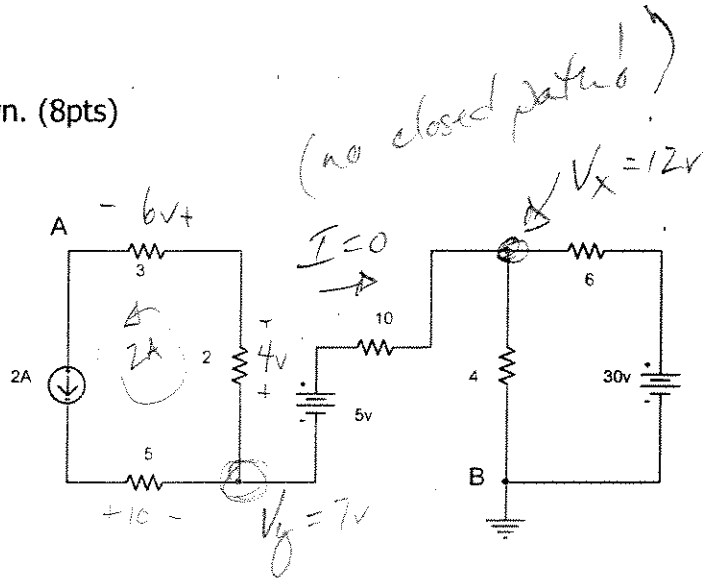 n. (8pts)
(no closed path!)
Vx = 12v
A
- 6v +
3
I = 0
10
6
2A
2A
2
-
4v
+
+
-
5v
4
+
-
30v
5
+10 -
Vy = 7v
B